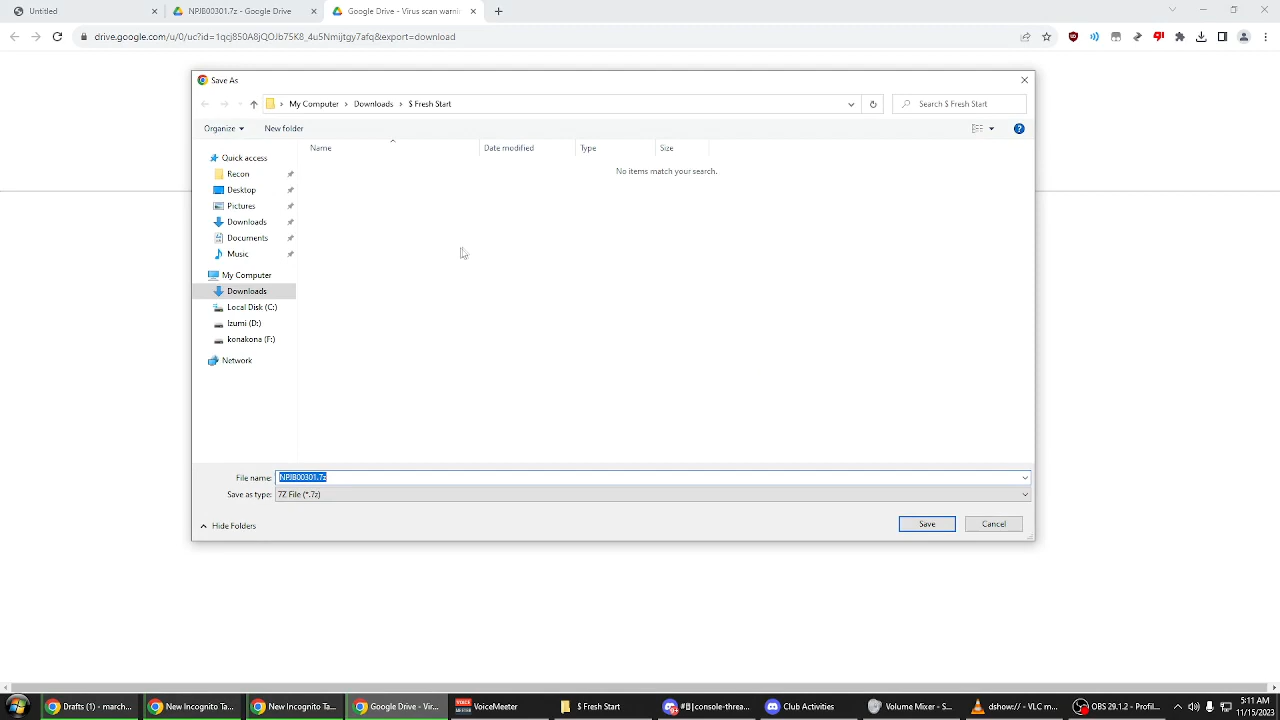 Untitled
NPJB00301.7z - Google Drive
Google Drive - Virus scan warnin
drive.google.com/u/0/uc?id=1qcj850A8jQOJb75K8_4u5Nmijtgy7afq&export=download
Save As
My Computer
Downloads
$ Fresh Start
Search $ Fresh Start
Organize
New folder
Name
Date modified
Type
Size
Quick access
No items match your search.
Recon
Desktop
Pictures
Downloads
Documents
Music
My Computer
Downloads
Local Disk (C:)
Izumi (D:)
konakona (F:)
Network
File name: NPJB00301.7z
Save as type: 7Z File (*.7z)
Hide Folders
Save
Cancel
Drafts (1) - march...
New Incognito Ta...
New Incognito Ta...
Google Drive - Vir...
VOICE MEETER
VoiceMeeter
$ Fresh Start
#🧵|console-threa...
Club Activities
Volume Mixer - S...
dshow:// - VLC m...
OBS 29.1.2 - Profil...
5:11 AM
11/15/2023